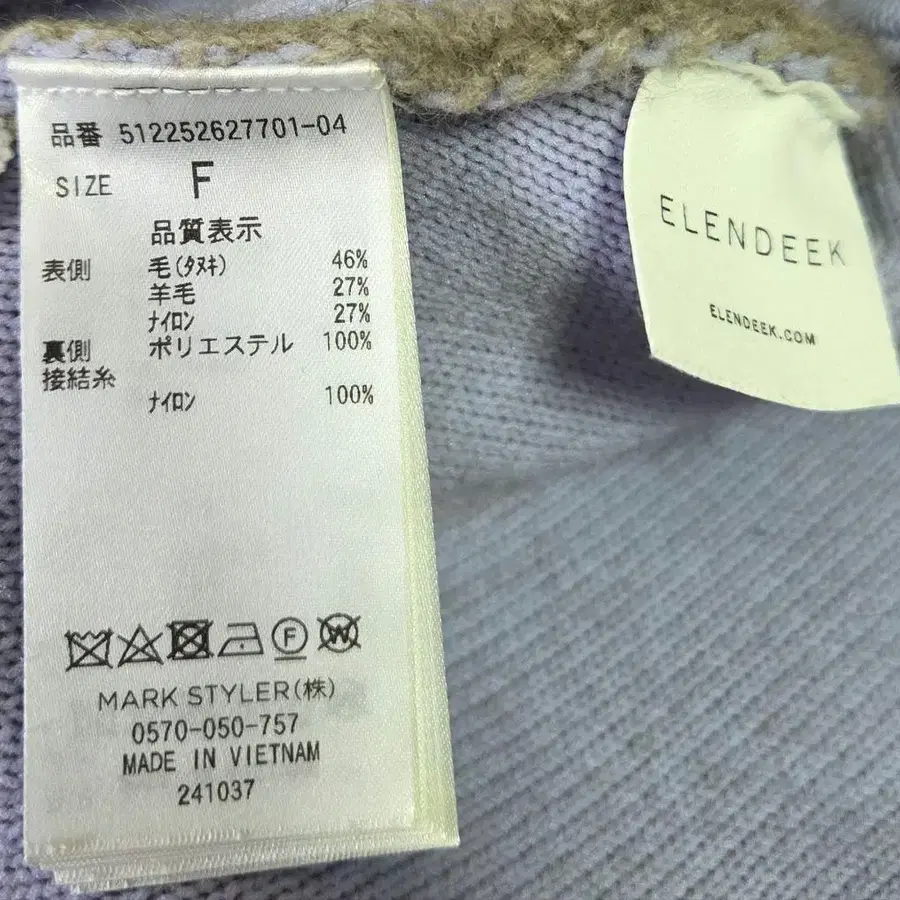 品番 512252627701-04
SIZE F
品質表示
表側 毛(タヌキ) 46%
羊毛 27%
ナイロン 27%
裏側 ポリエステル 100%
接結糸
ナイロン 100%
F W
MARK STYLER(株)
0570-050-757
MADE IN VIETNAM
241037
ELENDEEK
ELENDEEK.COM